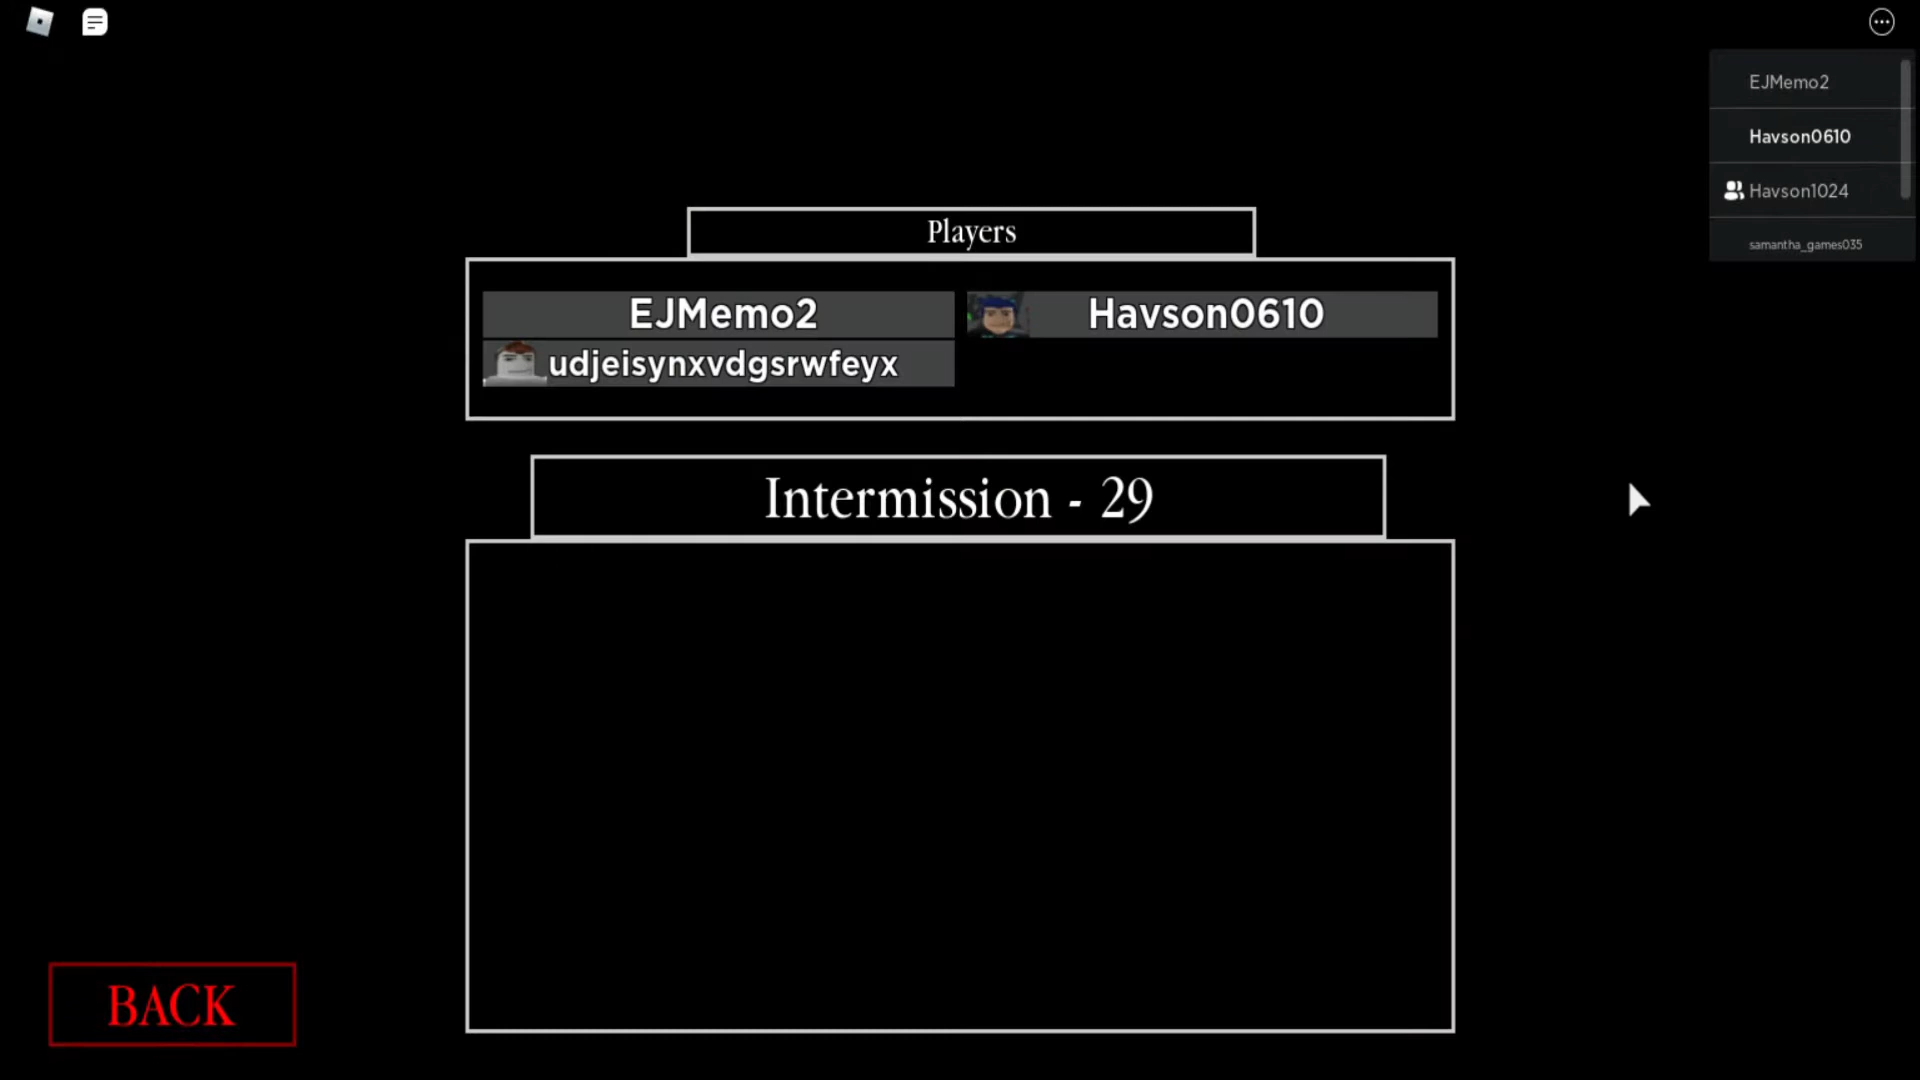 EJMemo2
Havson0610
Havson1024
samantha_games035
Players
EJMemo2
Havson0610
udjeisynxvdgsrwfeyx
Intermission - 29
BACK